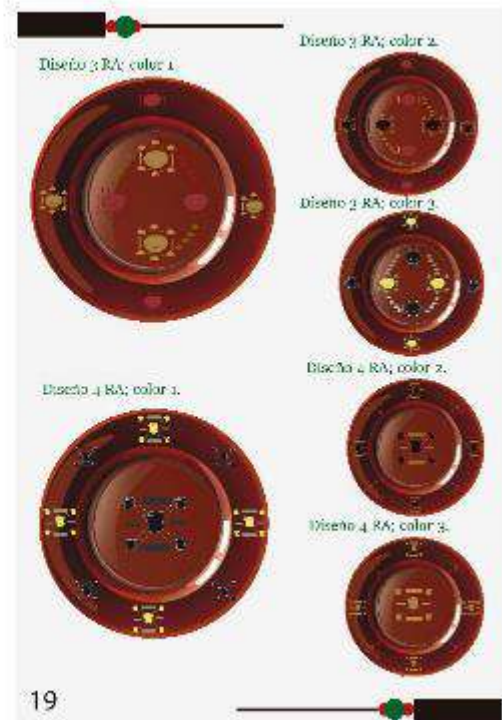 Diseño 3 RA; color 1.
Diseño 3 RA; color 2.
Diseño 3 RA; color 3.
Diseño 4 RA; color 1.
Diseño 4 RA; color 2.
Diseño 4 RA; color 3.
19